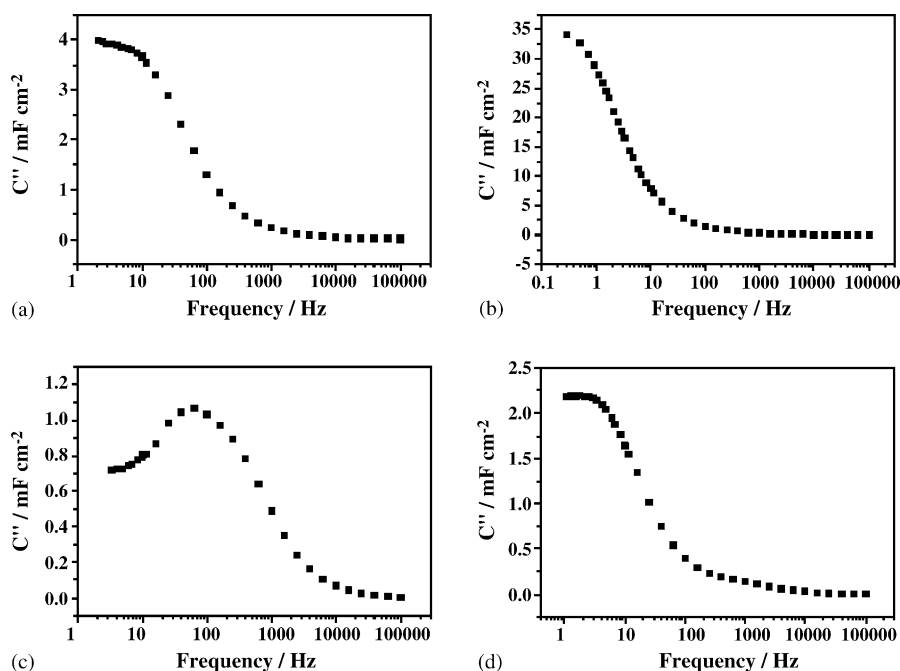 4
3
2
1
0
C'' / mF cm-2
1 10 100 1000 10000 100000
Frequency / Hz
(a)
35
30
25
20
15
10
5
0
-5
C'' / mF cm-2
0.1 1 10 100 1000 10000 100000
Frequency / Hz
(b)
1.2
1.0
0.8
0.6
0.4
0.2
0.0
C'' / mF cm-2
1 10 100 1000 10000 100000
Frequency / Hz
(c)
2.5
2.0
1.5
1.0
0.5
0.0
C'' / mF cm-2
1 10 100 1000 10000 100000
Frequency / Hz
(d)